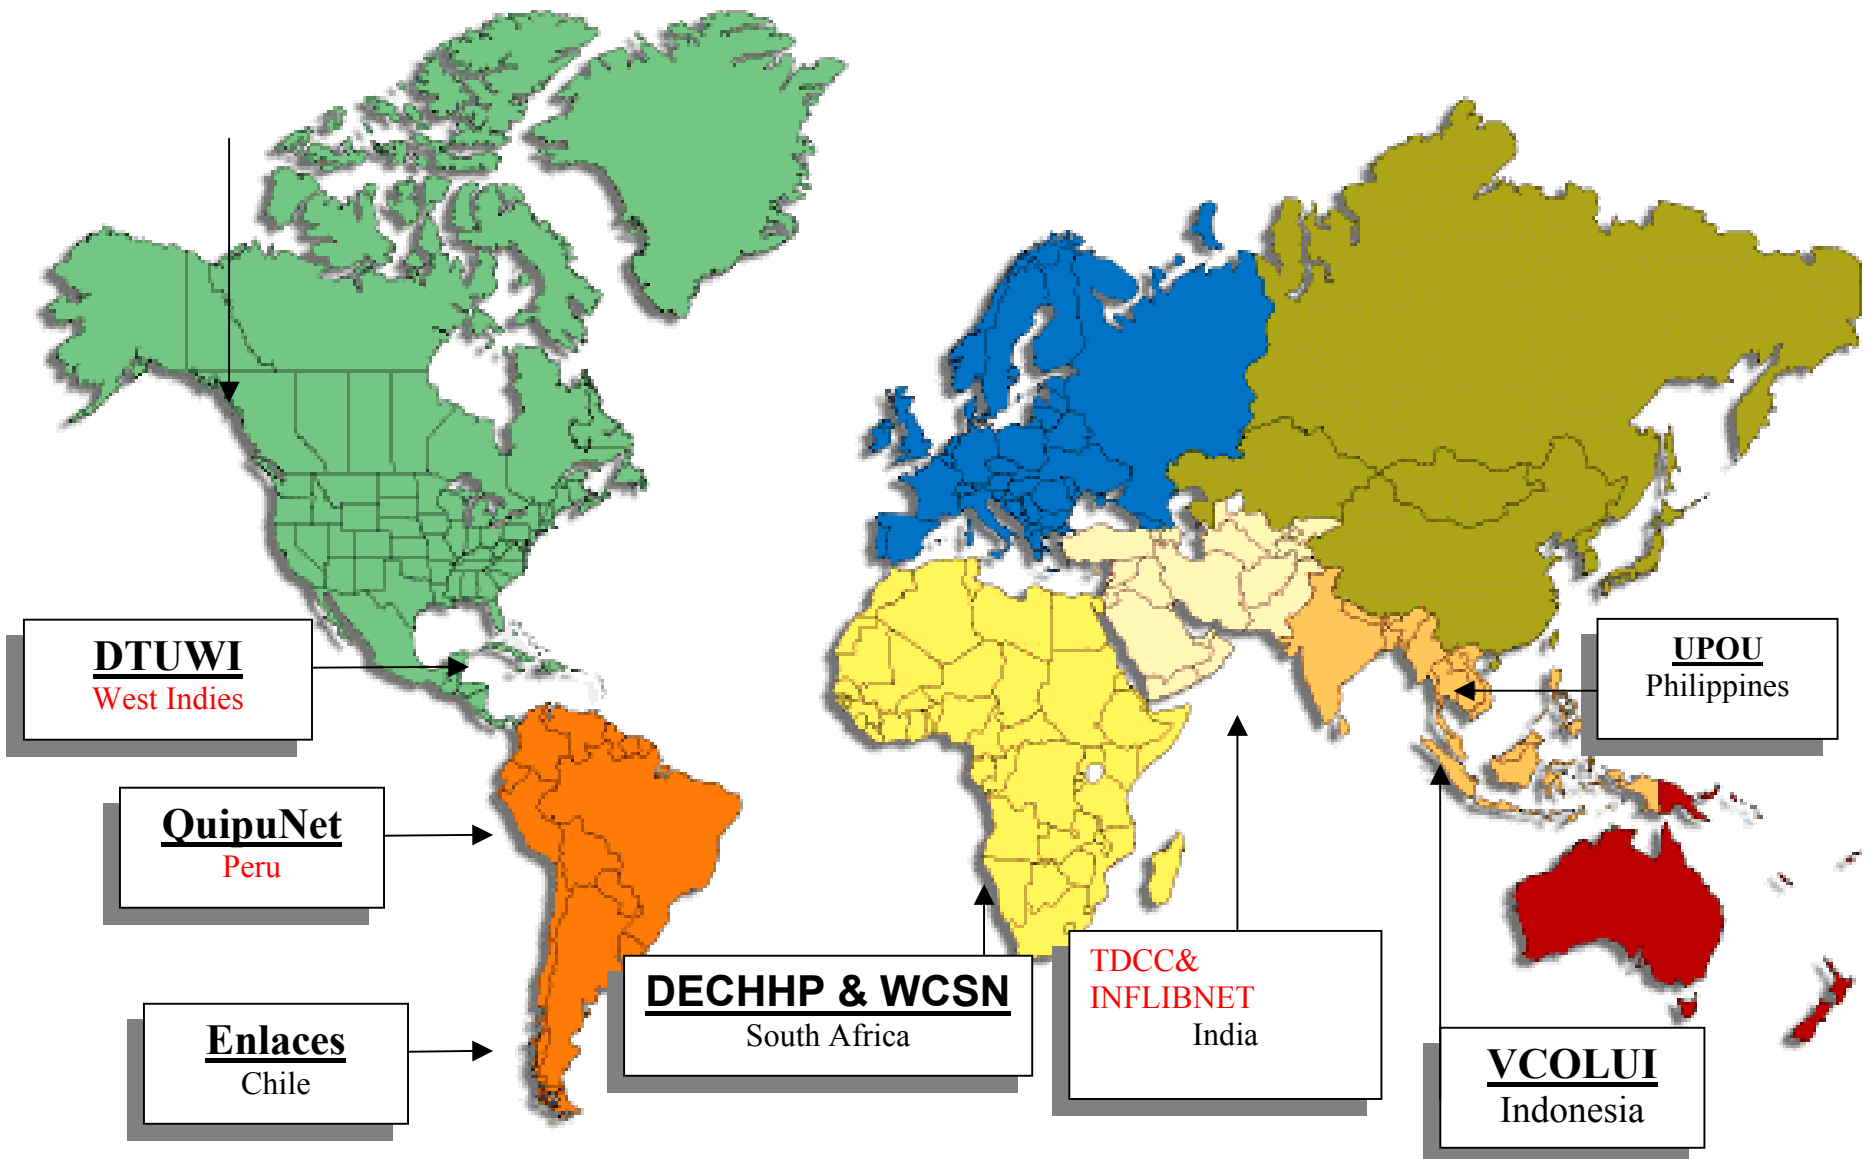 DTUWI
West Indies
UPOU
Philippines
QuipuNet
Peru
DECHHP & WCSN
South Africa
TDCC&
INFLIBNET
India
Enlaces
Chile
VCOLUI
Indonesia